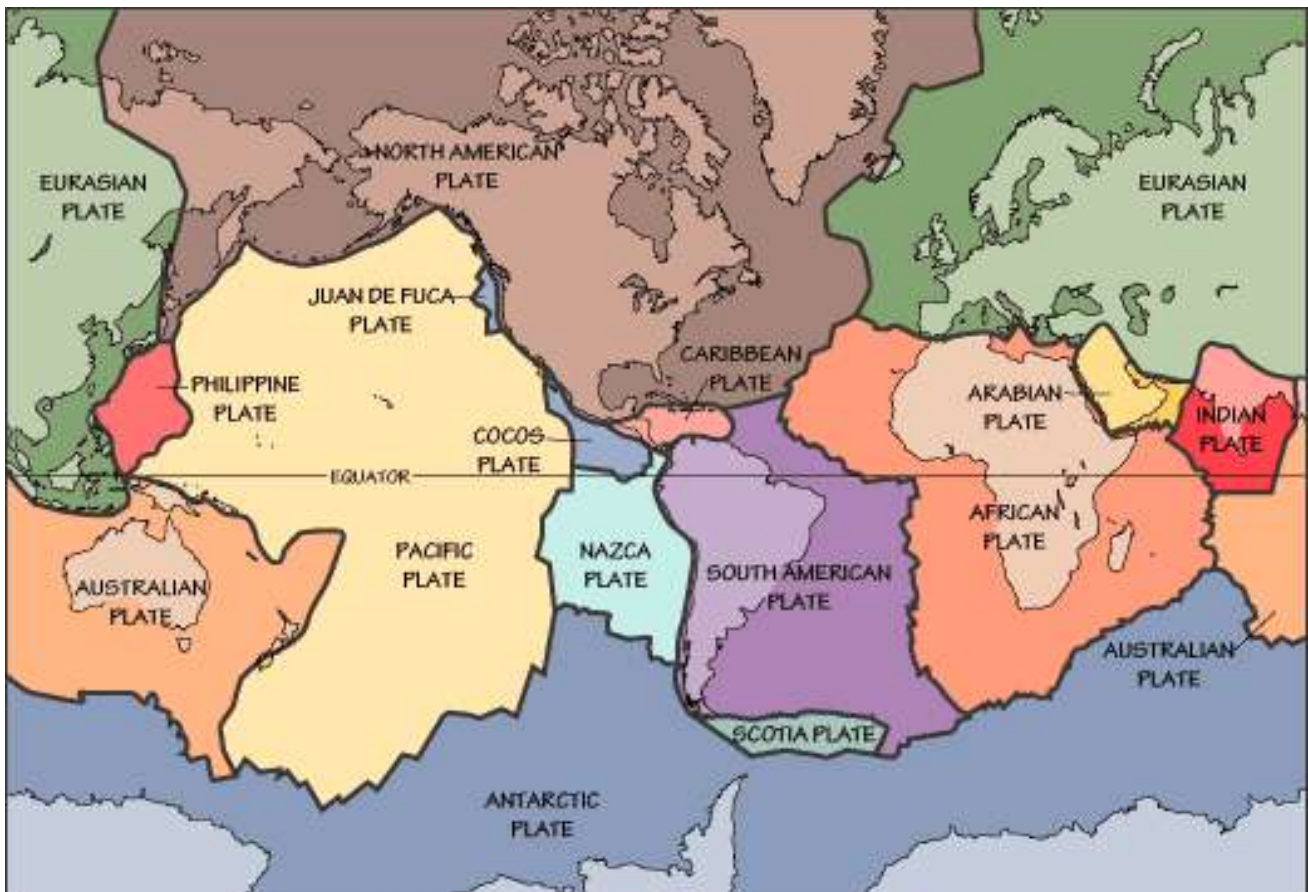 NORTH AMERICAN
PLATE
EURASIAN
PLATE
EURASIAN
PLATE
JUAN DE FUCA
PLATE
CARIBBEAN
PLATE
PHILIPPINE
PLATE
ARABIAN
PLATE
INDIAN
PLATE
COCOS
PLATE
EQUATOR
AFRICAN
PLATE
PACIFIC
PLATE
NAZCA
PLATE
SOUTH AMERICAN
PLATE
AUSTRALIAN
PLATE
AUSTRALIAN
PLATE
SCOTIA PLATE
ANTARCTIC
PLATE